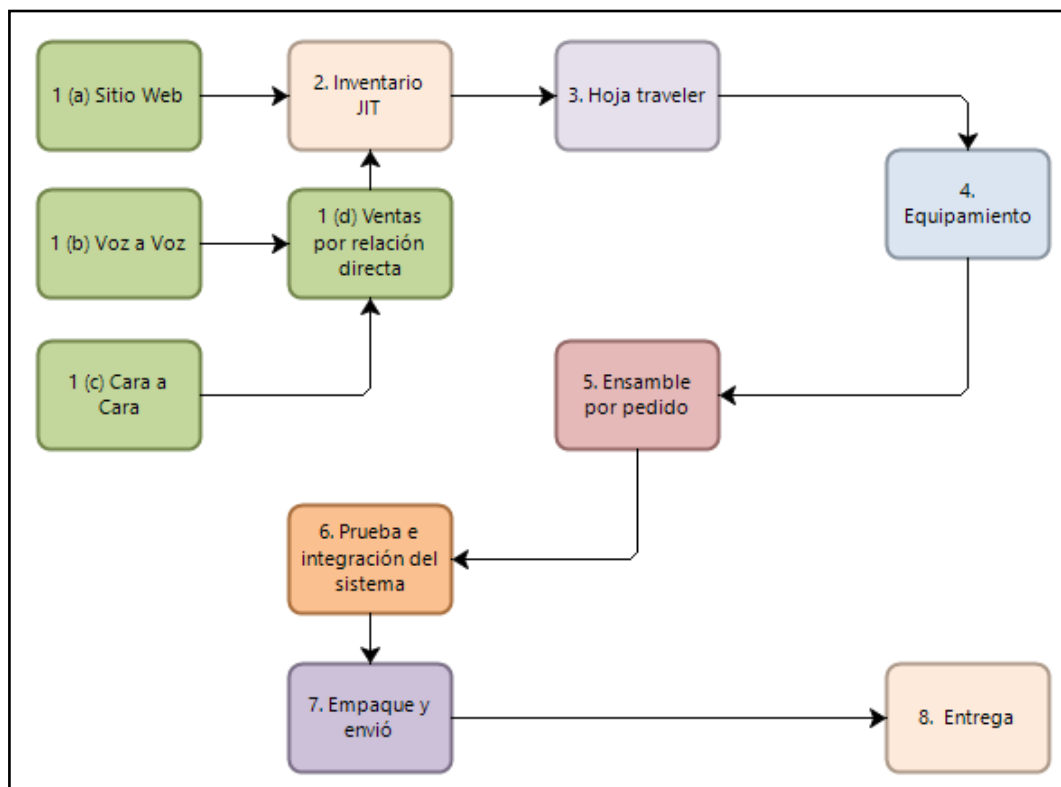 1 (a) Sitio Web
2. Inventario
JIT
3. Hoja traveler
4.
Equipamiento
1 (b) Voz a Voz
1 (d) Ventas
por relación
directa
1 (c) Cara a
Cara
5. Ensamble
por pedido
6. Prueba e
integración del
sistema
7. Empaque y
envió
8. Entrega